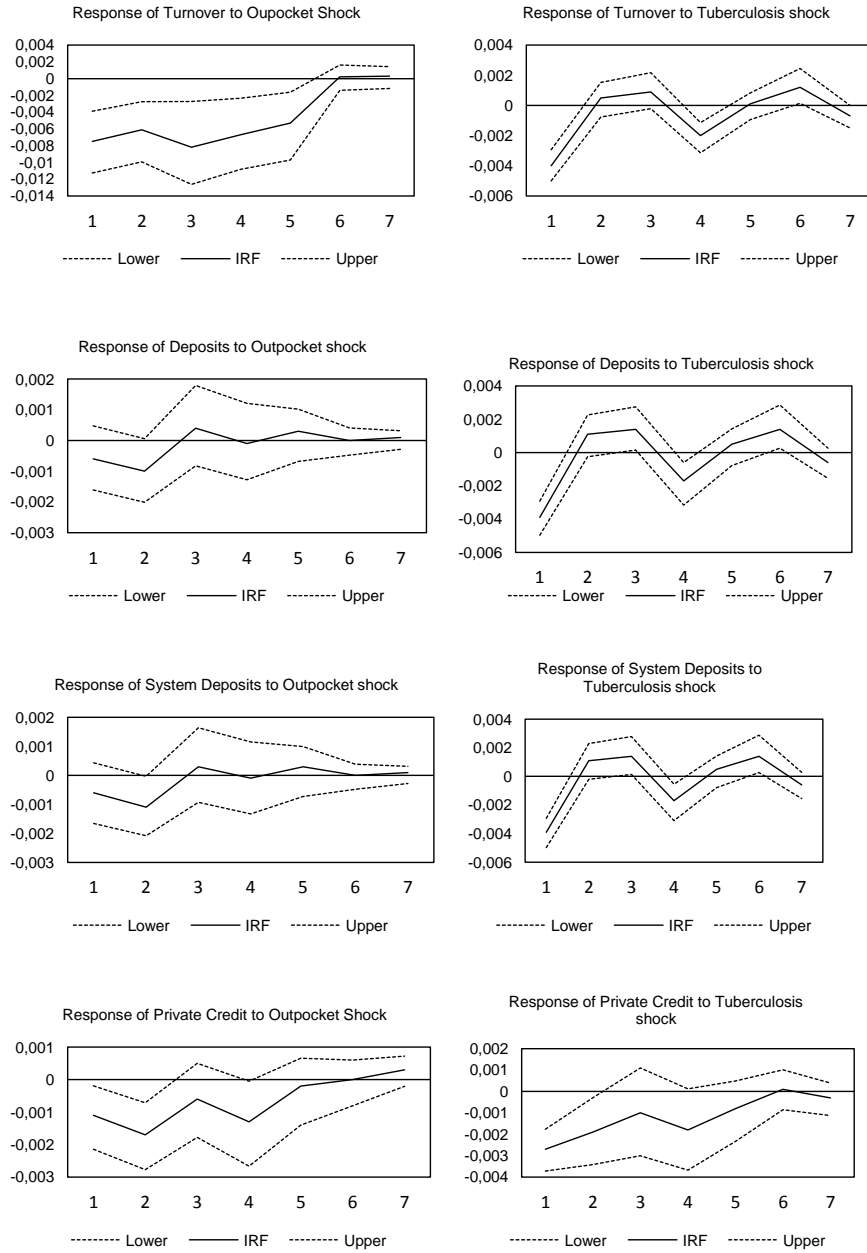 Response of Turnover to Oupocket Shock
0,004
0,002
0
-0,002
-0,004
-0,006
-0,008
-0,01
-0,012
-0,014
1 2 3 4 5 6 7
Lower IRF Upper
Response of Turnover to Tuberculosis shock
0,004
0,002
0
-0,002
-0,004
-0,006
1 2 3 4 5 6 7
Lower IRF Upper
Response of Deposits to Outpocket shock
0,002
0,001
0
-0,001
-0,002
-0,003
1 2 3 4 5 6 7
Lower IRF Upper
Response of Deposits to Tuberculosis shock
0,004
0,002
0
-0,002
-0,004
-0,006
1 2 3 4 5 6 7
Lower IRF Upper
Response of System Deposits to Outpocket shock
0,002
0,001
0
-0,001
-0,002
-0,003
1 2 3 4 5 6 7
Lower IRF Upper
Response of System Deposits to
Tuberculosis shock
0,004
0,002
0
-0,002
-0,004
-0,006
1 2 3 4 5 6 7
Lower IRF Upper
Response of Private Credit to Outpocket Shock
0,001
0
-0,001
-0,002
-0,003
1 2 3 4 5 6 7
Lower IRF Upper
Response of Private Credit to Tuberculosis
shock
0,002
0,001
0
-0,001
-0,002
-0,003
-0,004
1 2 3 4 5 6 7
Lower IRF Upper